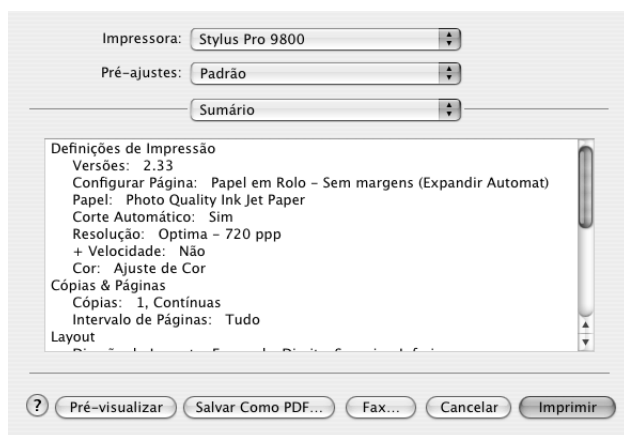 Impressora: Stylus Pro 9800
Pré-ajustes: Padrão
Sumário
Definições de Impressão
Versões: 2.33
Configurar Página: Papel em Rolo – Sem margens (Expandir Automat)
Papel: Photo Quality Ink Jet Paper
Corte Automático: Sim
Resolução: Optima – 720 ppp
+ Velocidade: Não
Cor: Ajuste de Cor
Cópias & Páginas
Cópias: 1, Contínuas
Intervalo de Páginas: Tudo
Layout
? Pré-visualizar Salvar Como PDF... Fax... Cancelar Imprimir